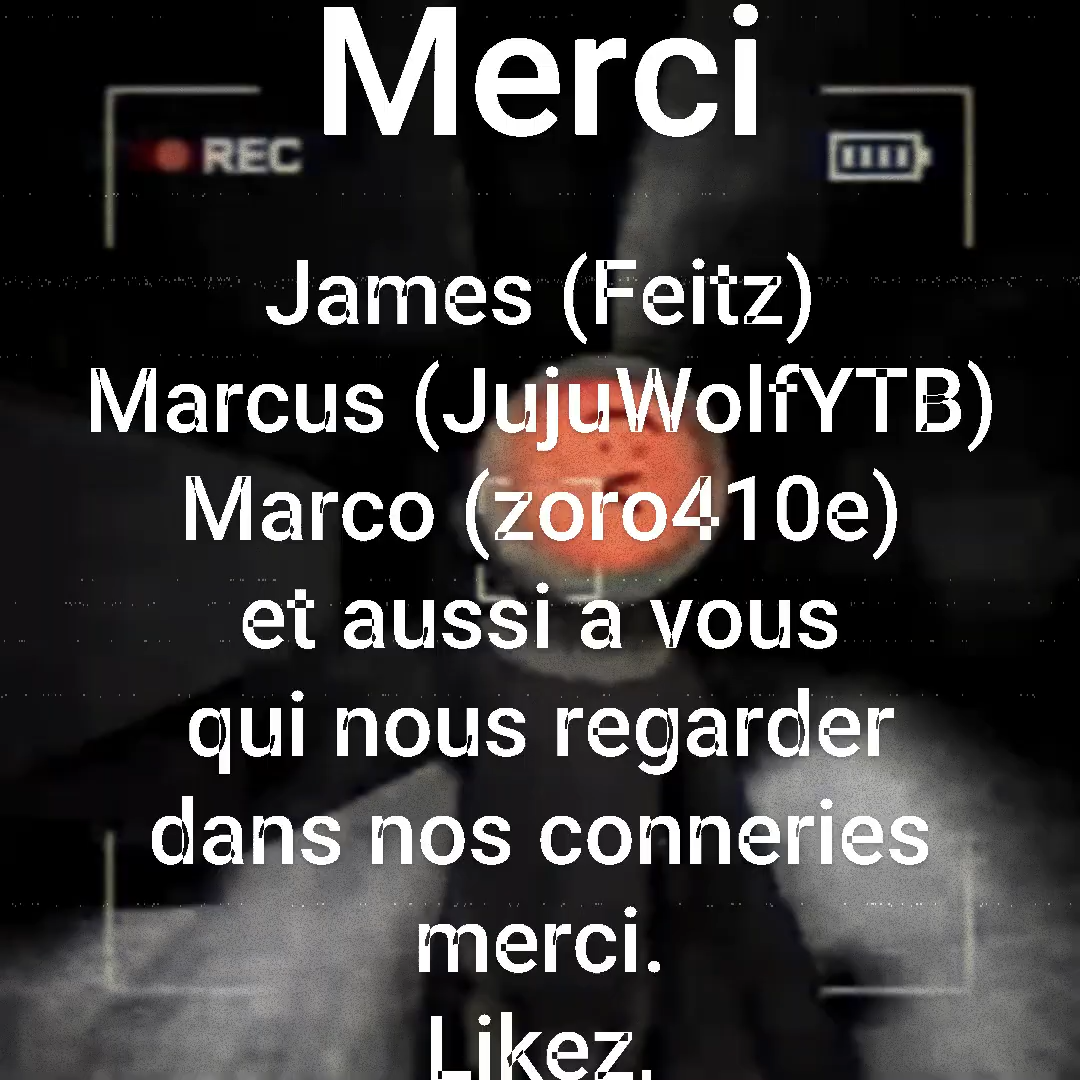 Merci
REC
James (Feitz)
Marcus (JujuWolfYTB)
Marco (zoro410e)
et aussi a vous
qui nous regarder
dans nos conneries
merci.
Likez.